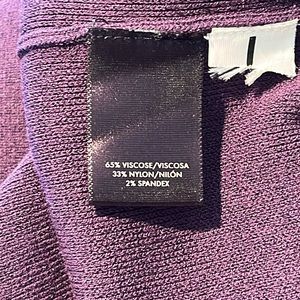 65% VISCOSE/VISCOSA
33% NYLON/NILÓN
2% SPANDEX